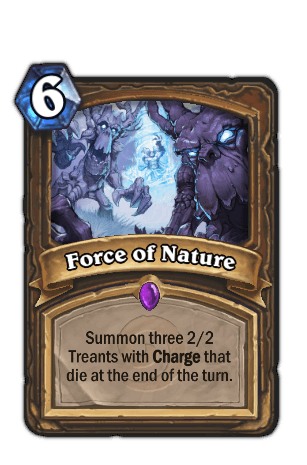 6
Force of Nature
Summon three 2/2
Treants with Charge that
die at the end of the turn.